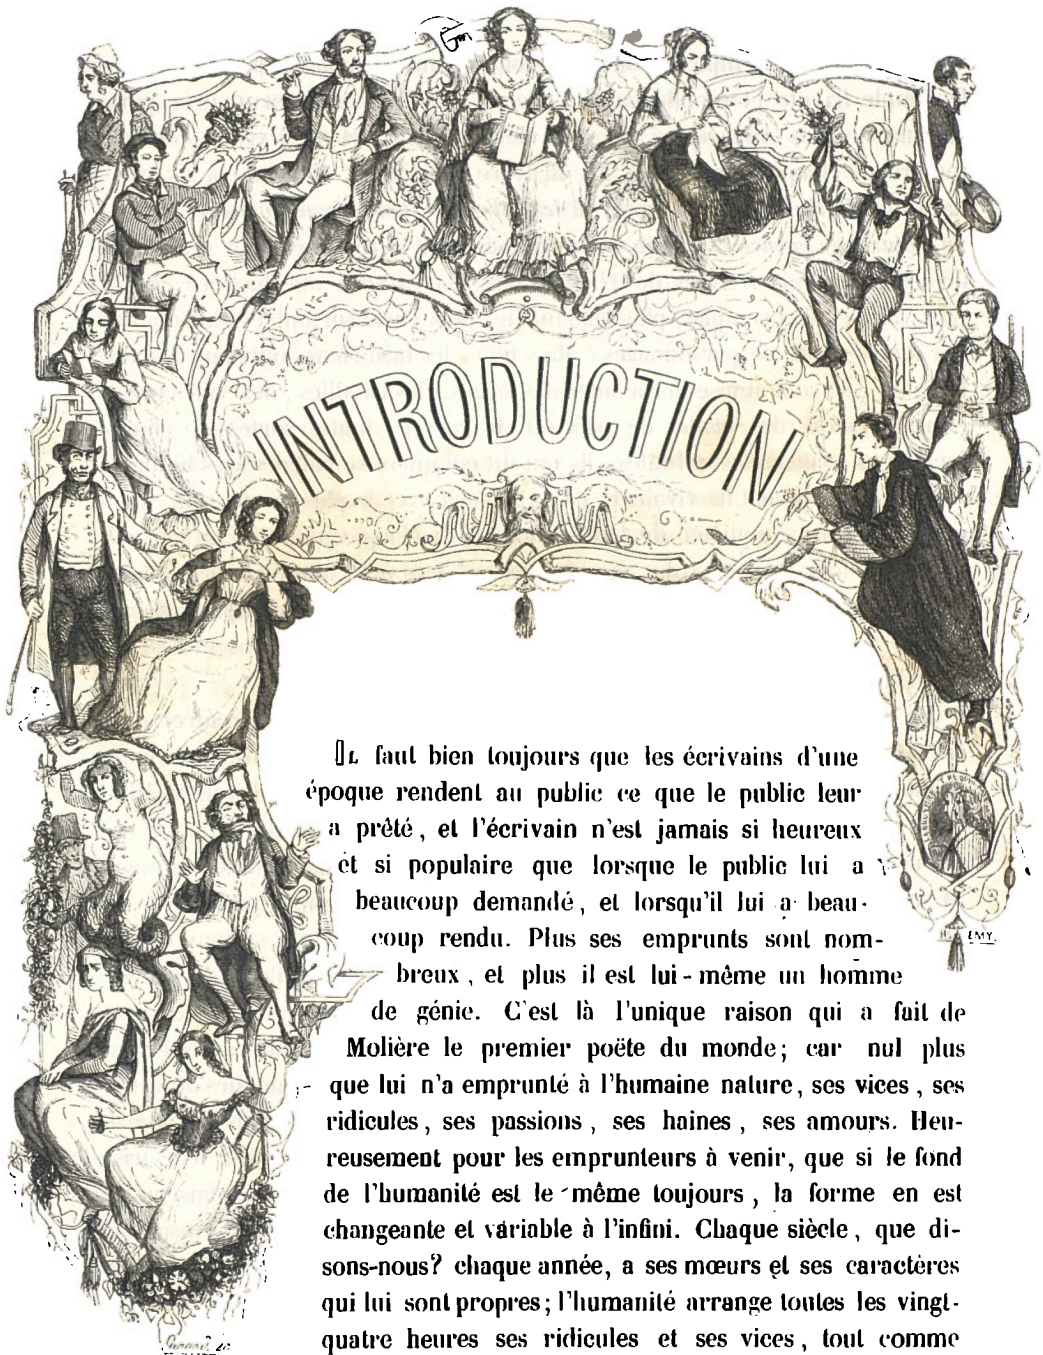 INTRODUCTION
IL faut bien toujours que les écrivains d'une
époque rendent au public ce que le public leur
a prêté, et l'écrivain n'est jamais si heureux
et si populaire que lorsque le public lui a
beaucoup demandé, et lorsqu'il lui a beau-
coup rendu. Plus ses emprunts sont nom-
breux, et plus il est lui-même un homme
de génie. C'est là l'unique raison qui a fait de
Molière le premier poëte du monde; car nul plus
que lui n'a emprunté à l'humaine nature, ses vices, ses
ridicules, ses passions, ses haines, ses amours. Heu-
reusement pour les emprunteurs à venir, que si le fond
de l'humanité est le même toujours, la forme en est
changeante et variable à l'infini. Chaque siècle, que di-
sons-nous? chaque année, a ses mœurs et ses caractères
qui lui sont propres; l'humanité arrange toutes les vingt-
quatre heures ses ridicules et ses vices, tout comme
H. EMY.